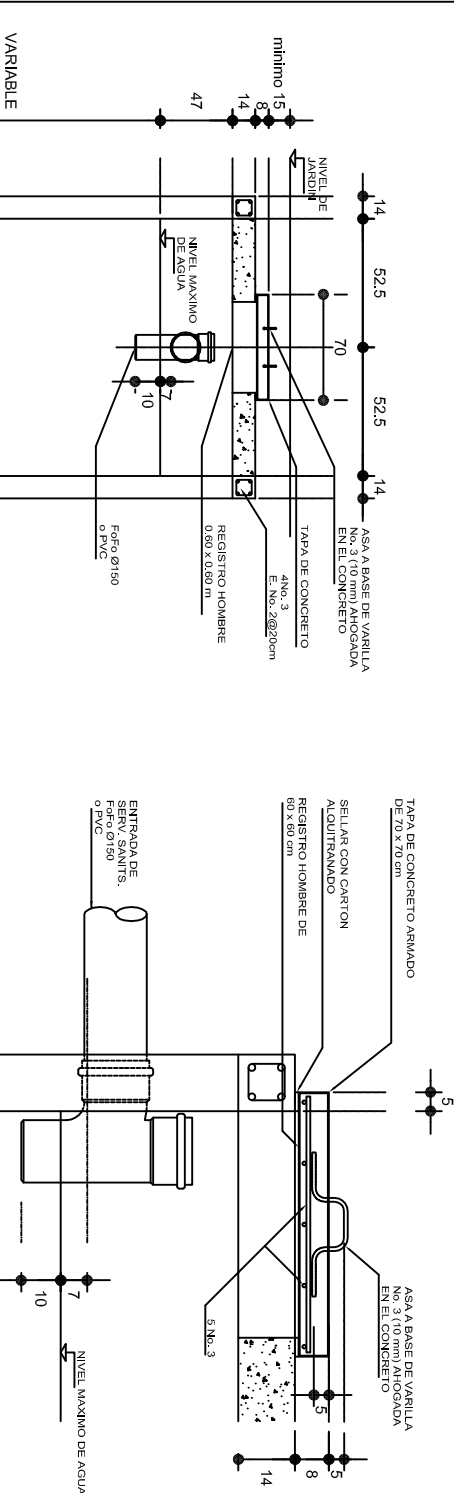 VARIABLE
47
14
8
minimo 15
NIVEL DE
JARDIN
NIVEL MAXIMO
DE AGUA
14
52.5
70
52.5
14
10
7
ASA A BASE DE VARILLA
No. 3 (10 mm) AHOGADA
EN EL CONCRETO
TAPA DE CONCRETO
4No. 3
E. No. 2@20cm
REGISTRO HOMBRE
0.60 x 0.60 m
FoFo Ø150
o PVC
TAPA DE CONCRETO ARMADO
DE 70 x 70 cm
SELLAR CON CARTON
ALQUITRANADO
REGISTRO HOMBRE DE
60 x 60 cm
ENTRADA DE
SERV. SANITS.
FoFo Ø150
o PVC
5
ASA A BASE DE VARILLA
No. 3 (10 mm) AHOGADA
EN EL CONCRETO
5 No. 3
5
5
8
14
10
7
NIVEL MAXIMO DE AGUA